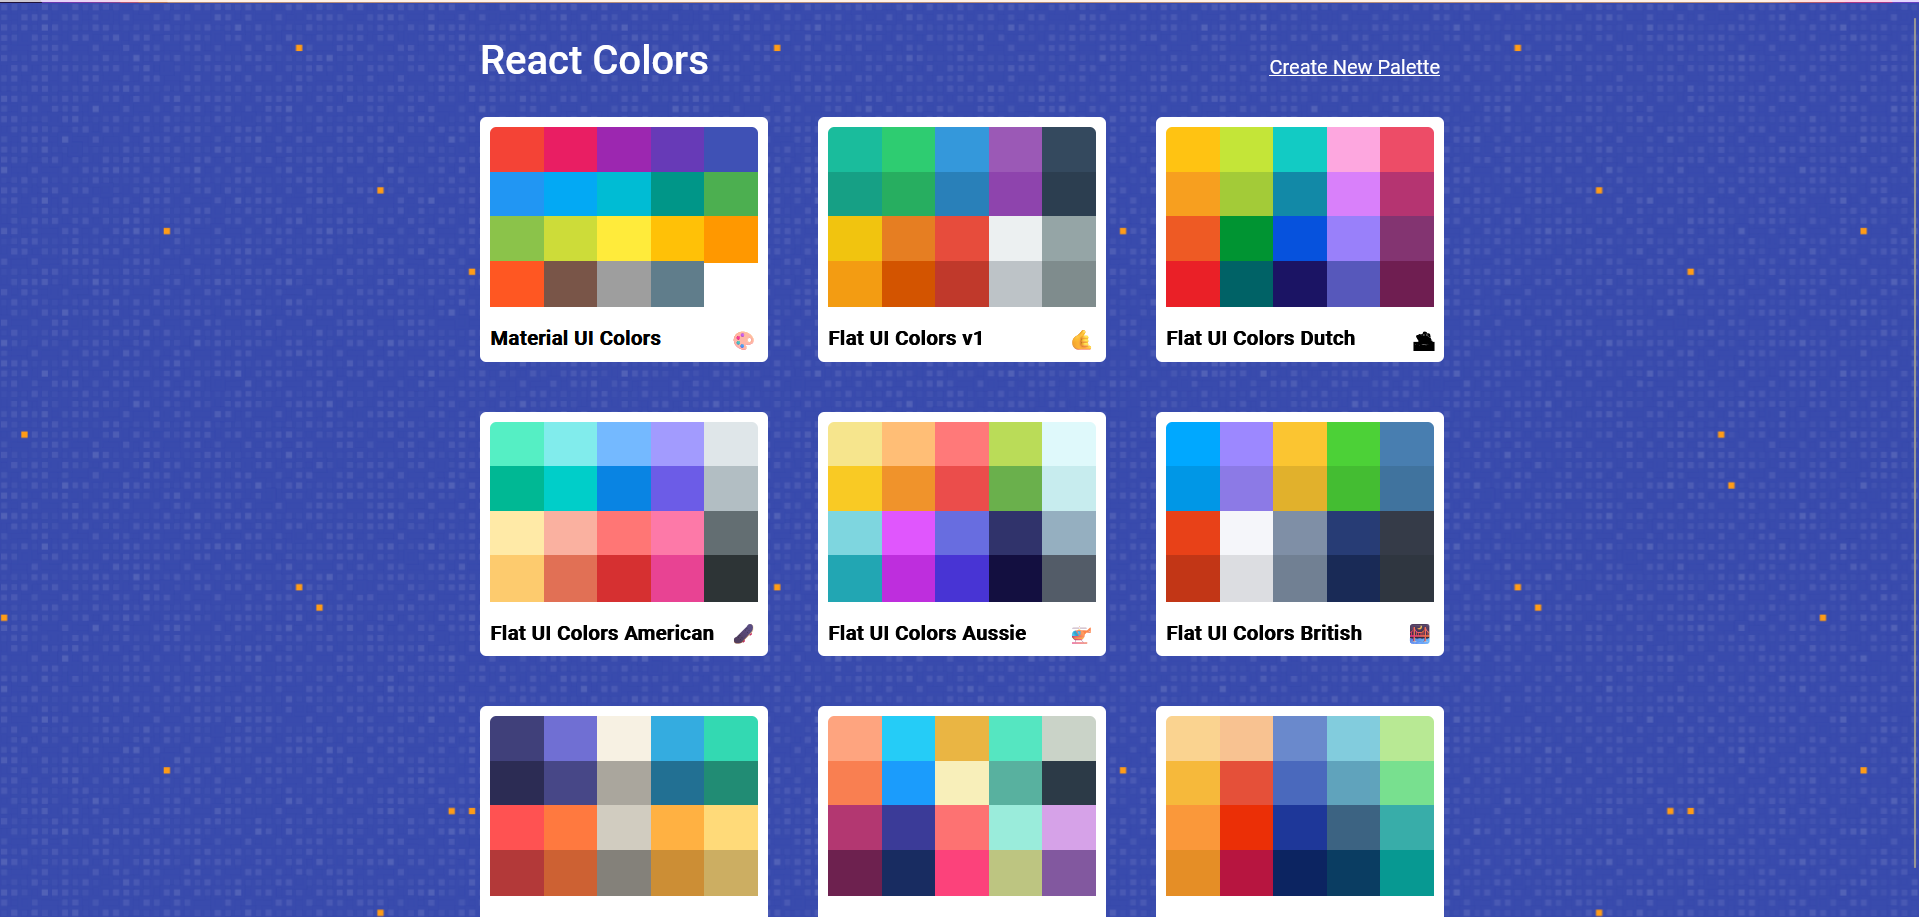 React Colors
Create New Palette
Material UI Colors
Flat UI Colors v1
Flat UI Colors Dutch
Flat UI Colors American
Flat UI Colors Aussie
Flat UI Colors British